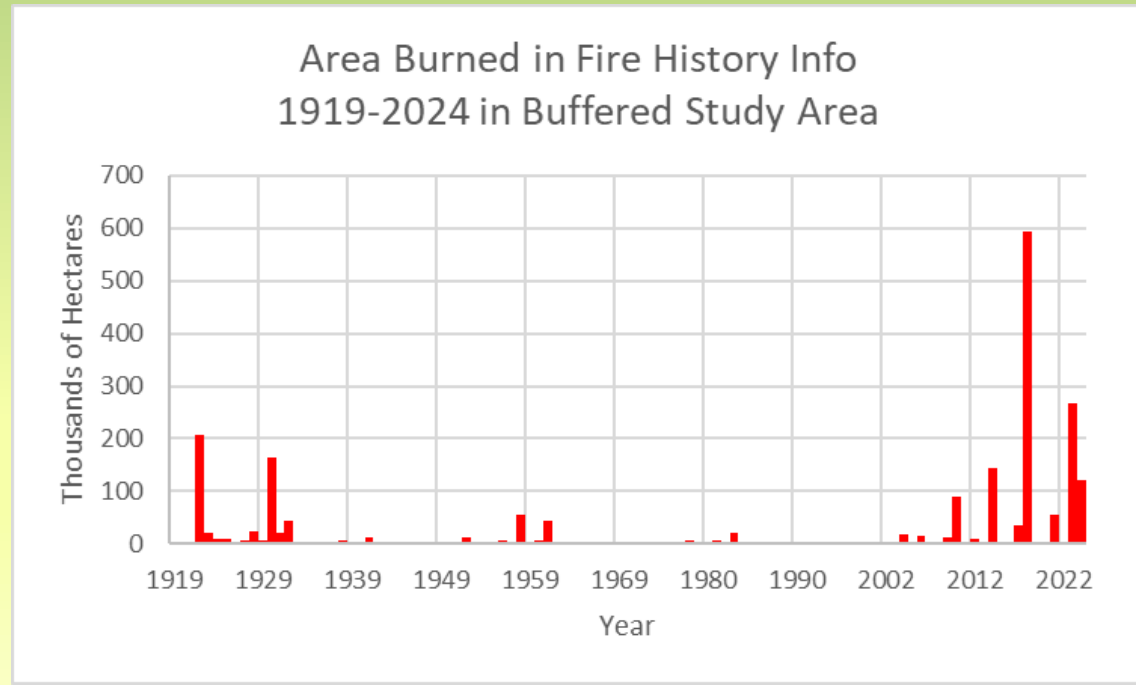 Area Burned in Fire History Info
1919-2024 in Buffered Study Area
700
600
500
400
300
200
100
0
Thousands of Hectares
1919 1929 1939 1949 1959 1969 1980 1990 2002 2012 2022
Year